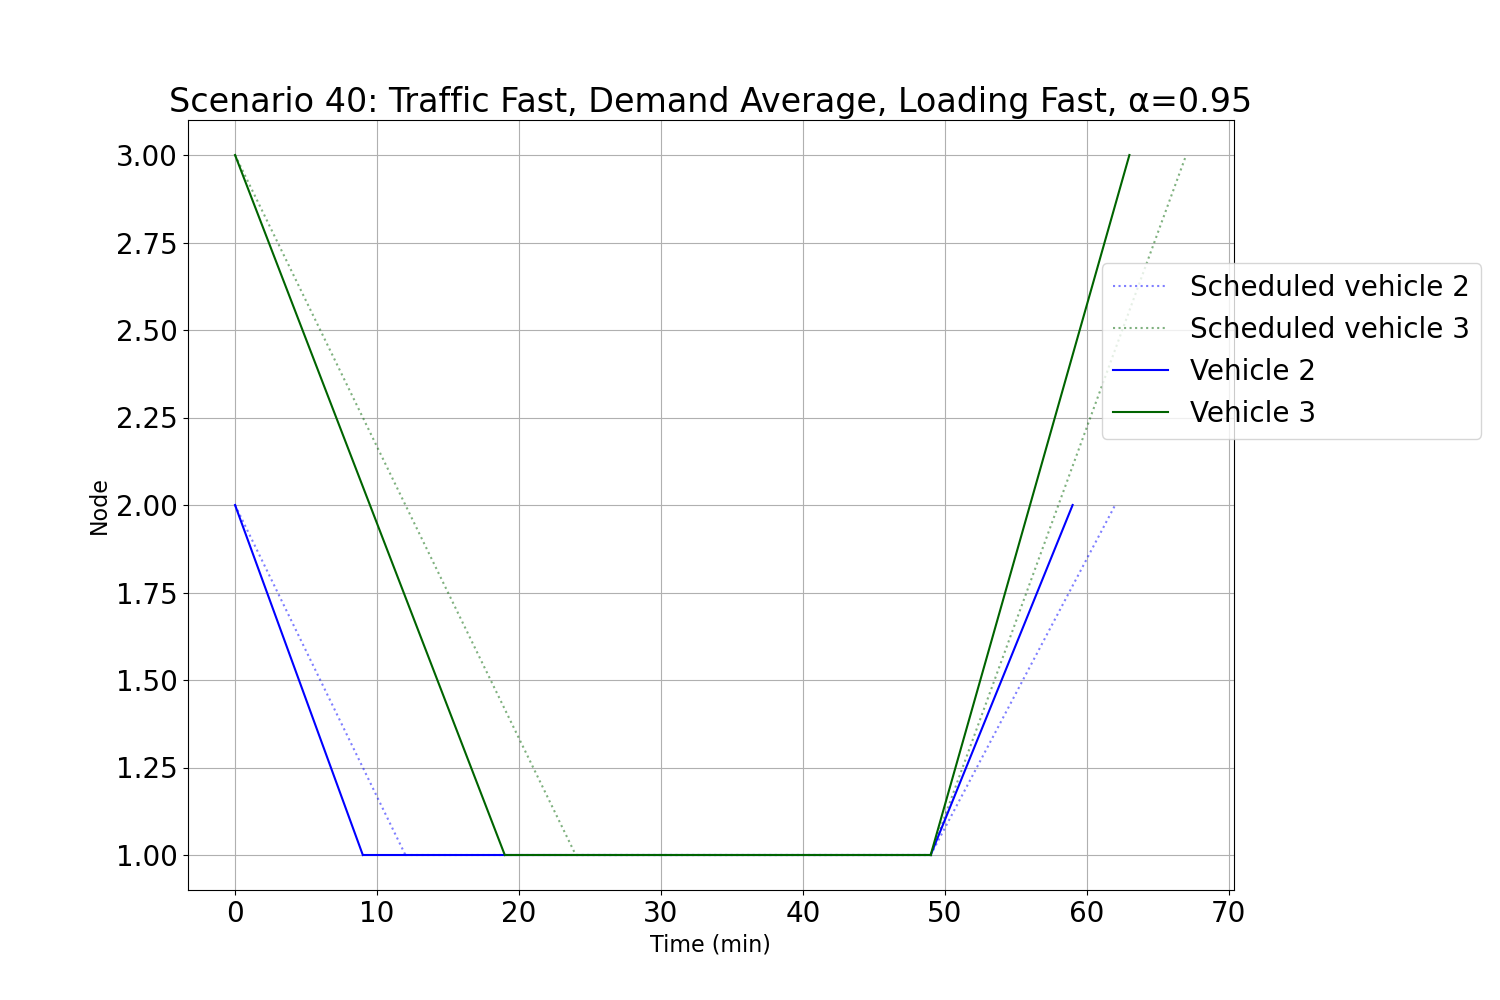 Scenario 40: Traffic Fast, Demand Average, Loading Fast, α=0.95
3.00
2.75
2.50
2.25
2.00
1.75
1.50
1.25
1.00
Node
0 10 20 30 40 50 60 70
Time (min)
Scheduled vehicle 2
Scheduled vehicle 3
Vehicle 2
Vehicle 3